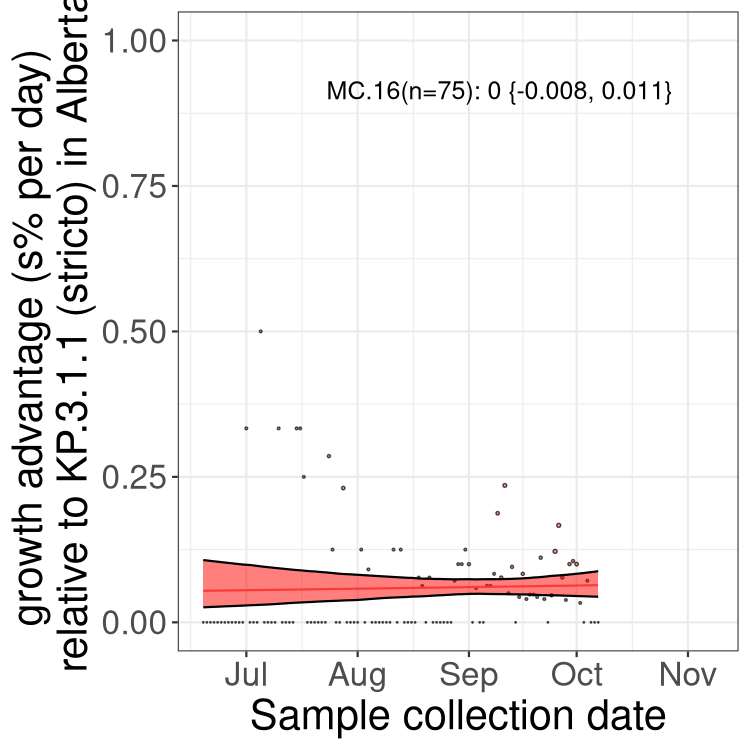 growth advantage (s% per day)
relative to KP.3.1.1 (stricto) in Alberta
1.00
0.75
0.50
0.25
0.00
MC.16(n=75): 0 {-0.008, 0.011}
Jul Aug Sep Oct Nov
Sample collection date